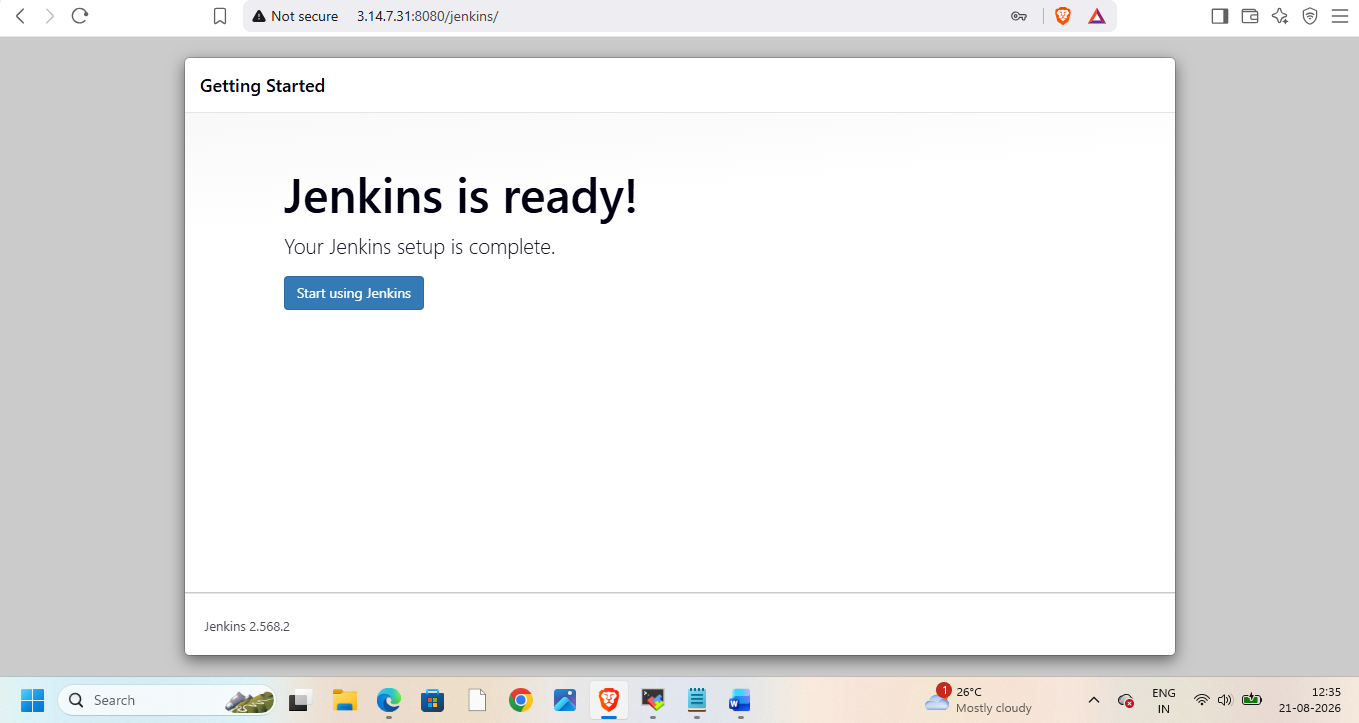 Not secure 3.14.7.31:8080/jenkins/
Getting Started
Jenkins is ready!
Your Jenkins setup is complete.
Start using Jenkins
Jenkins 2.568.2
Search
1
26°C
Mostly cloudy
ENG
IN
12:35
21-08-2026